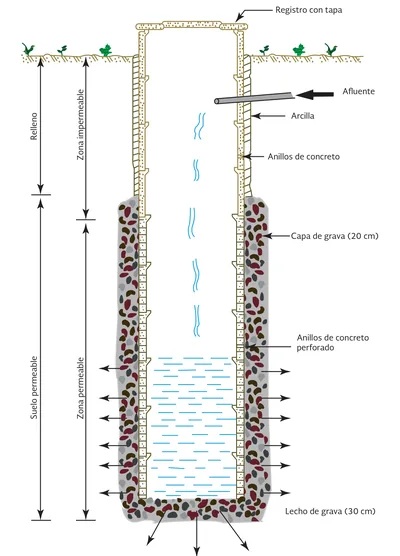 Registro con tapa
Afluente
Arcilla
Anillos de concreto
Capa de grava (20 cm)
Anillos de concreto
perforado
Lecho de grava (30 cm)
Relleno
Zona impermeable
Suelo permeable
Zona permeable